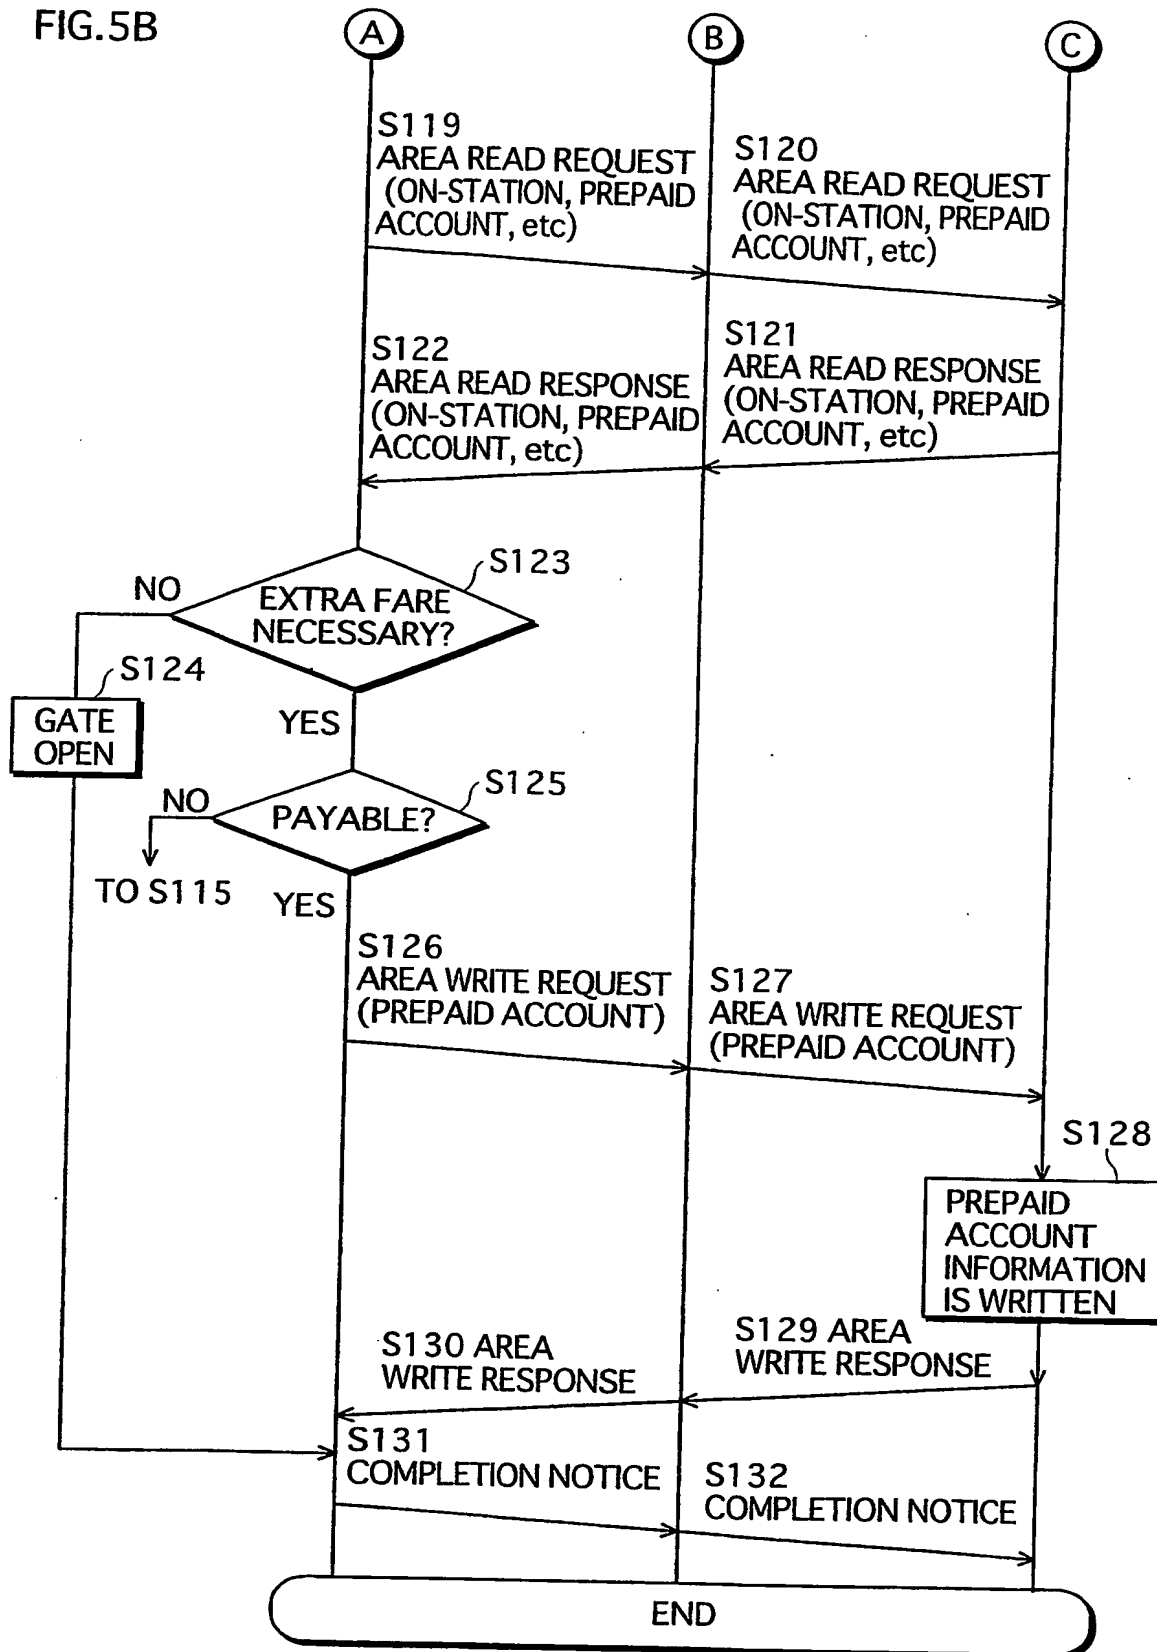 FIG.5B
A
B
C
S119
AREA READ REQUEST
(ON-STATION, PREPAID
ACCOUNT, etc)
S120
AREA READ REQUEST
(ON-STATION, PREPAID
ACCOUNT, etc)
S122
AREA READ RESPONSE
(ON-STATION, PREPAID
ACCOUNT, etc)
S121
AREA READ RESPONSE
(ON-STATION, PREPAID
ACCOUNT, etc)
S123
NO
EXTRA FARE
NECESSARY?
S124
GATE
OPEN
YES
S125
NO
PAYABLE?
TO S115
YES
S126
AREA WRITE REQUEST
(PREPAID ACCOUNT)
S127
AREA WRITE REQUEST
(PREPAID ACCOUNT)
S128
PREPAID
ACCOUNT
INFORMATION
IS WRITTEN
S130 AREA
WRITE RESPONSE
S129 AREA
WRITE RESPONSE
S131
COMPLETION NOTICE
S132
COMPLETION NOTICE
END